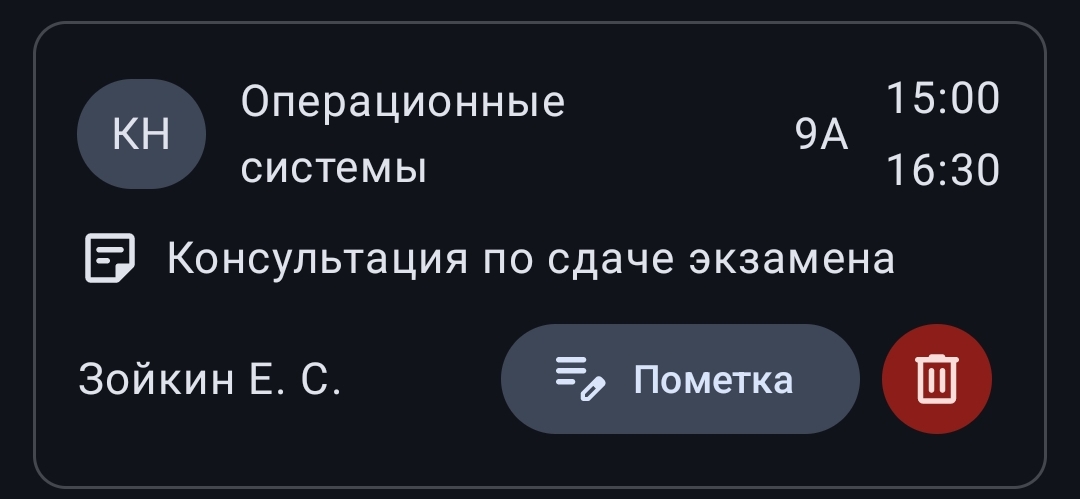 КН
Операционные
системы
9А
15:00
16:30
Консультация по сдаче экзамена
Зойкин Е. С.
Пометка